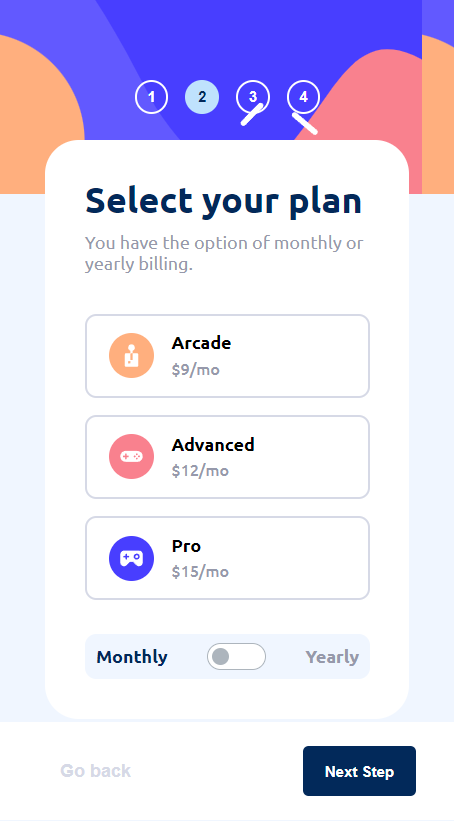 1 2 3 4
Select your plan
You have the option of monthly or
yearly billing.
Arcade
$9/mo
Advanced
$12/mo
Pro
$15/mo
Monthly Yearly
Go back Next Step